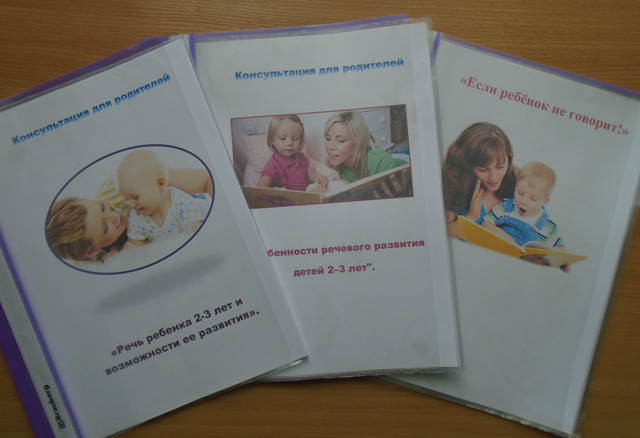 Консультация для родителей
«Речь ребенка 2-3 лет и
возможности ее развития».
Brauberg
Консультация для родителей
бенности речевого развития
детей 2–3 лет".
«Если ребёнок не говорит!»